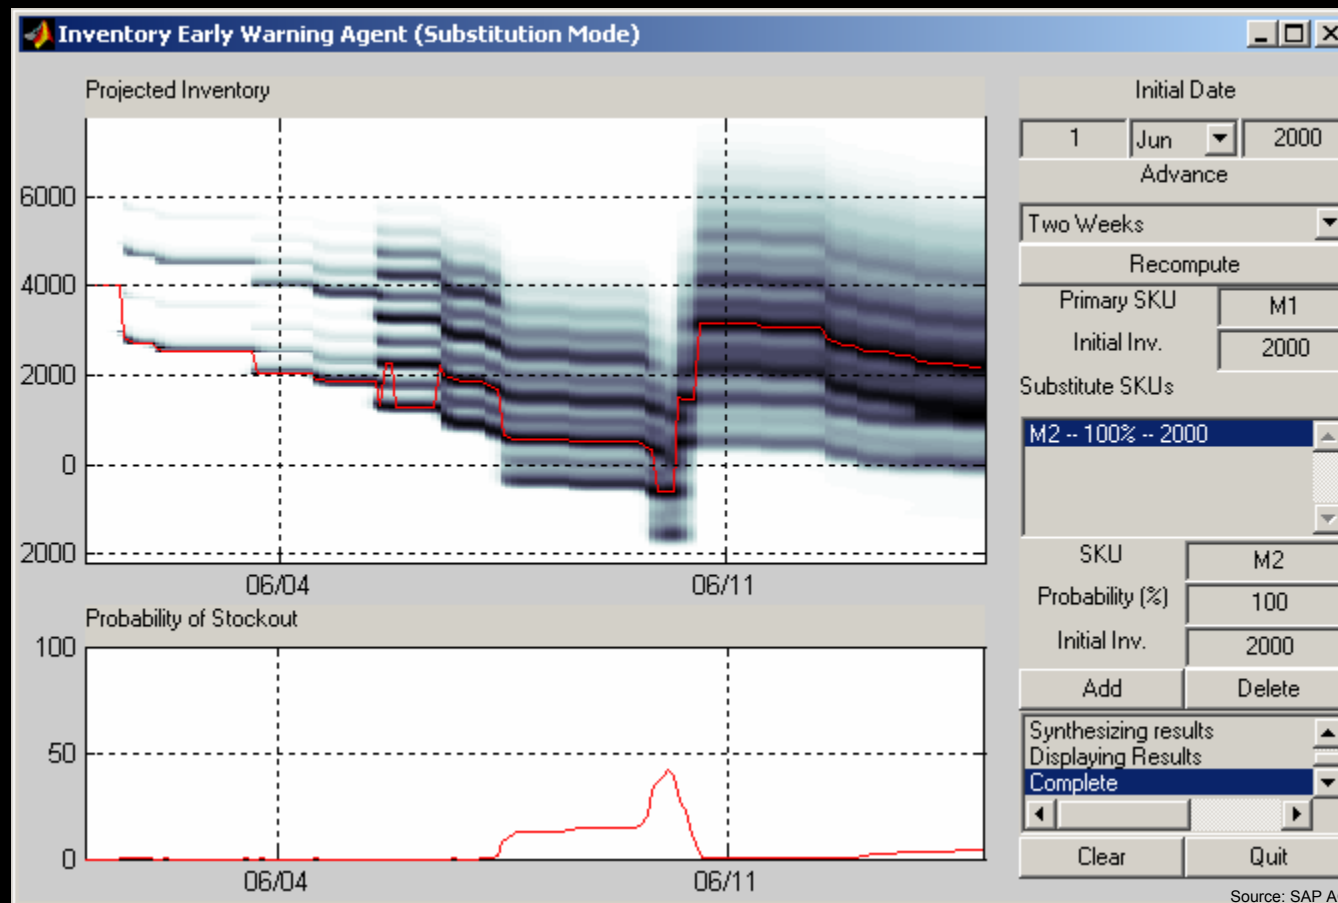 Inventory Early Warning Agent (Substitution Mode)
Projected Inventory
6000
4000
2000
0
2000
06/04
06/11
Probability of Stockout
100
50
0
06/04
06/11
Initial Date
1 Jun 2000
Advance
Two Weeks
Recompute
Primary SKU M1
Initial Inv. 2000
Substitute SKUs
M2 -- 100% -- 2000
SKU M2
Probability (%) 100
Initial Inv. 2000
Add Delete
Synthesizing results
Displaying Results
Complete
Clear Quit
Source: SAP